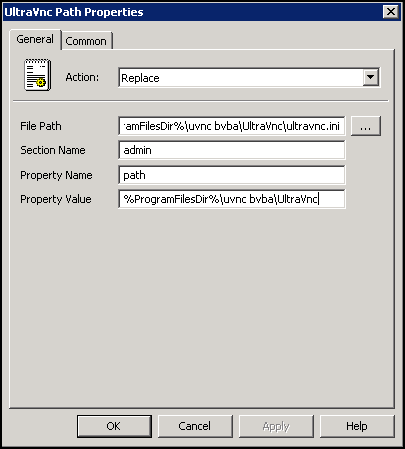 UltraVnc Path Properties
General
Common
Action:
Replace
File Path
amFilesDir%\uvnc bvba\UltraVnc\ultravnc.ini
...
Section Name
admin
Property Name
path
Property Value
%ProgramFilesDir%\uvnc bvba\UltraVnc
OK
Cancel
Apply
Help